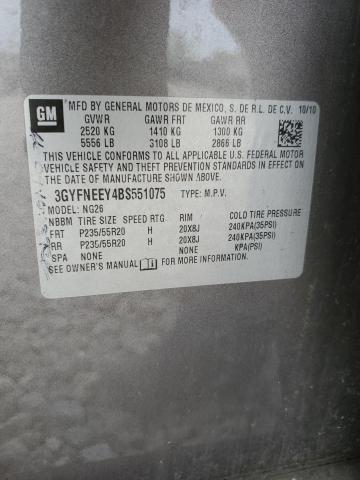 GM
MFD BY GENERAL MOTORS DE MEXICO, S. DE R.L. DE C.V. 10/10
GVWR GAWR FRT GAWR RR
2520 KG 1410 KG 1300 KG
5556 LB 3108 LB 2866 LB
THIS VEHICLE CONFORMS TO ALL APPLICABLE U.S. FEDERAL MOTOR
VEHICLE SAFETY, BUMPER, AND THEFT PREVENTION STANDARDS IN EFFECT ON
THE DATE OF MANUFACTURE SHOWN ABOVE.
3GYFNEEY4BS551075 TYPE: M.P.V.
MODEL: NG26
NBBM TIRE SIZE SPEED RTG RIM COLD TIRE PRESSURE
FRT P235/55R20 H 20X8J 240KPA(35PSI)
RR P235/55R20 H 20X8J 240KPA(35PSI)
SPA NONE NONE KPA(PSI)
SEE OWNER'S MANUAL FOR ADDITIONAL INFORMATION.